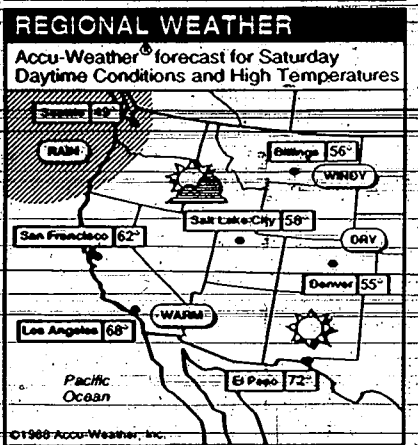 REGIONAL WEATHER
Accu-Weather® forecast for Saturday
Daytime Conditions and High Temperatures
Seattle 49°
RAIN
Billings 56°
WINDY
Salt Lake City 58°
San Francisco 62°
DRY
Denver 55°
WARM
Los Angeles 68°
El Paso 72°
Pacific
Ocean
©1988 Accu-Weather, Inc.